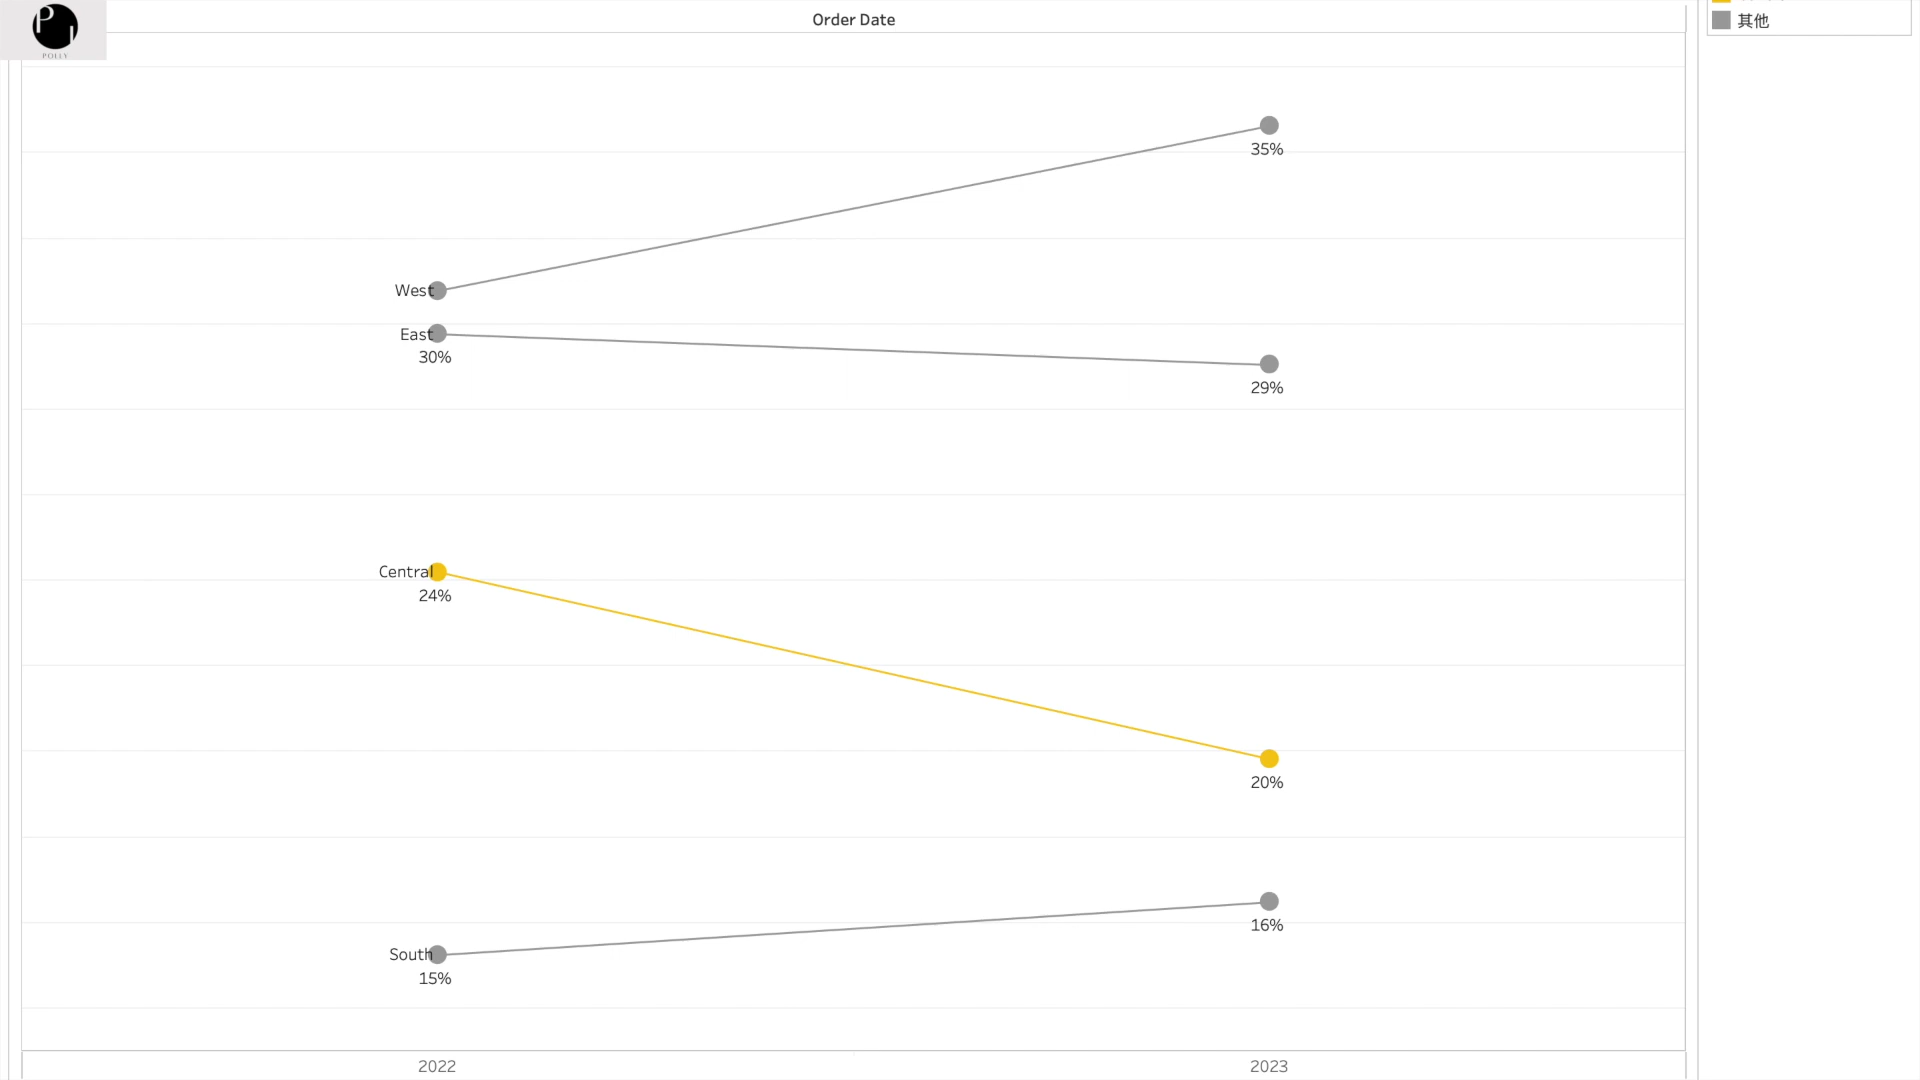 P
POLLY
Order Date
其他
35%
West
East
30%
29%
Central
24%
20%
16%
South
15%
2022
2023